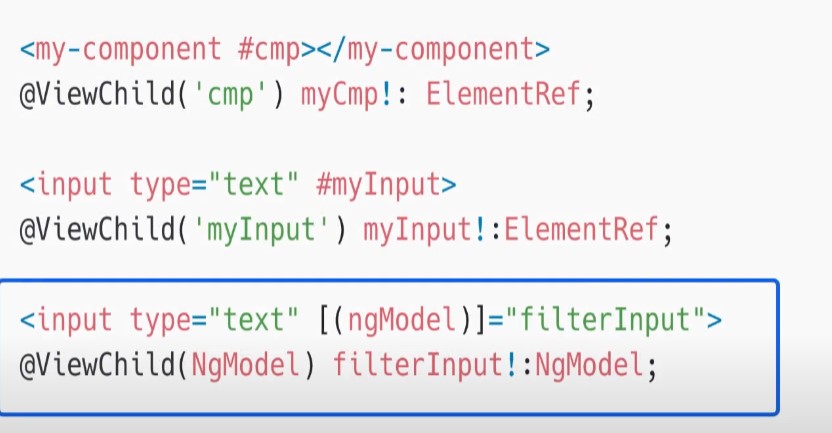 <my-component #cmp></my-component>
@ViewChild('cmp') myCmp!: ElementRef;
<input type="text" #myInput>
@ViewChild('myInput') myInput!:ElementRef;
<input type="text" [(ngModel)]="filterInput">
@ViewChild(NgModel) filterInput!:NgModel;